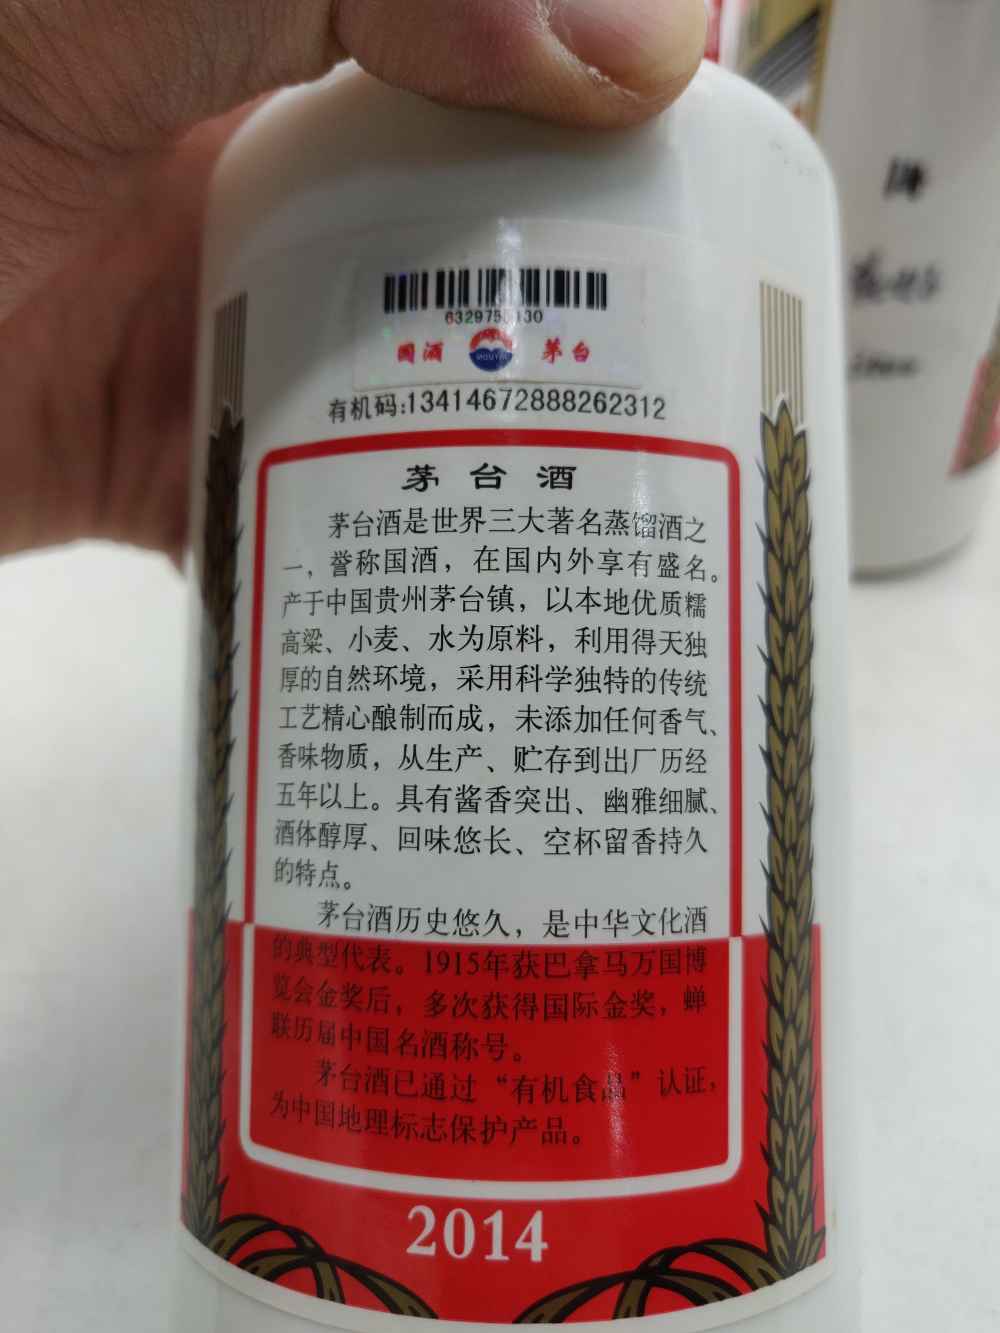 国酒 茅台
有机码:13414672888262312
茅台酒
茅台酒是世界三大著名蒸馏酒之
一，誉称国酒，在国内外享有盛名。
产于中国贵州茅台镇，以本地优质糯
高粱、小麦、水为原料，利用得天独
厚的自然环境，采用科学独特的传统
工艺精心酿制而成，未添加任何香气、
香味物质，从生产、贮存到出厂历经
五年以上。具有酱香突出、幽雅细腻、
酒体醇厚、回味悠长、空杯留香持久
的特点。
茅台酒历史悠久，是中华文化酒
的典型代表。1915年获巴拿马万国博
览会金奖后，多次获得国际金奖，蝉
联历届中国名酒称号。
茅台酒已通过“有机食品”认证，
为中国地理标志保护产品。
2014